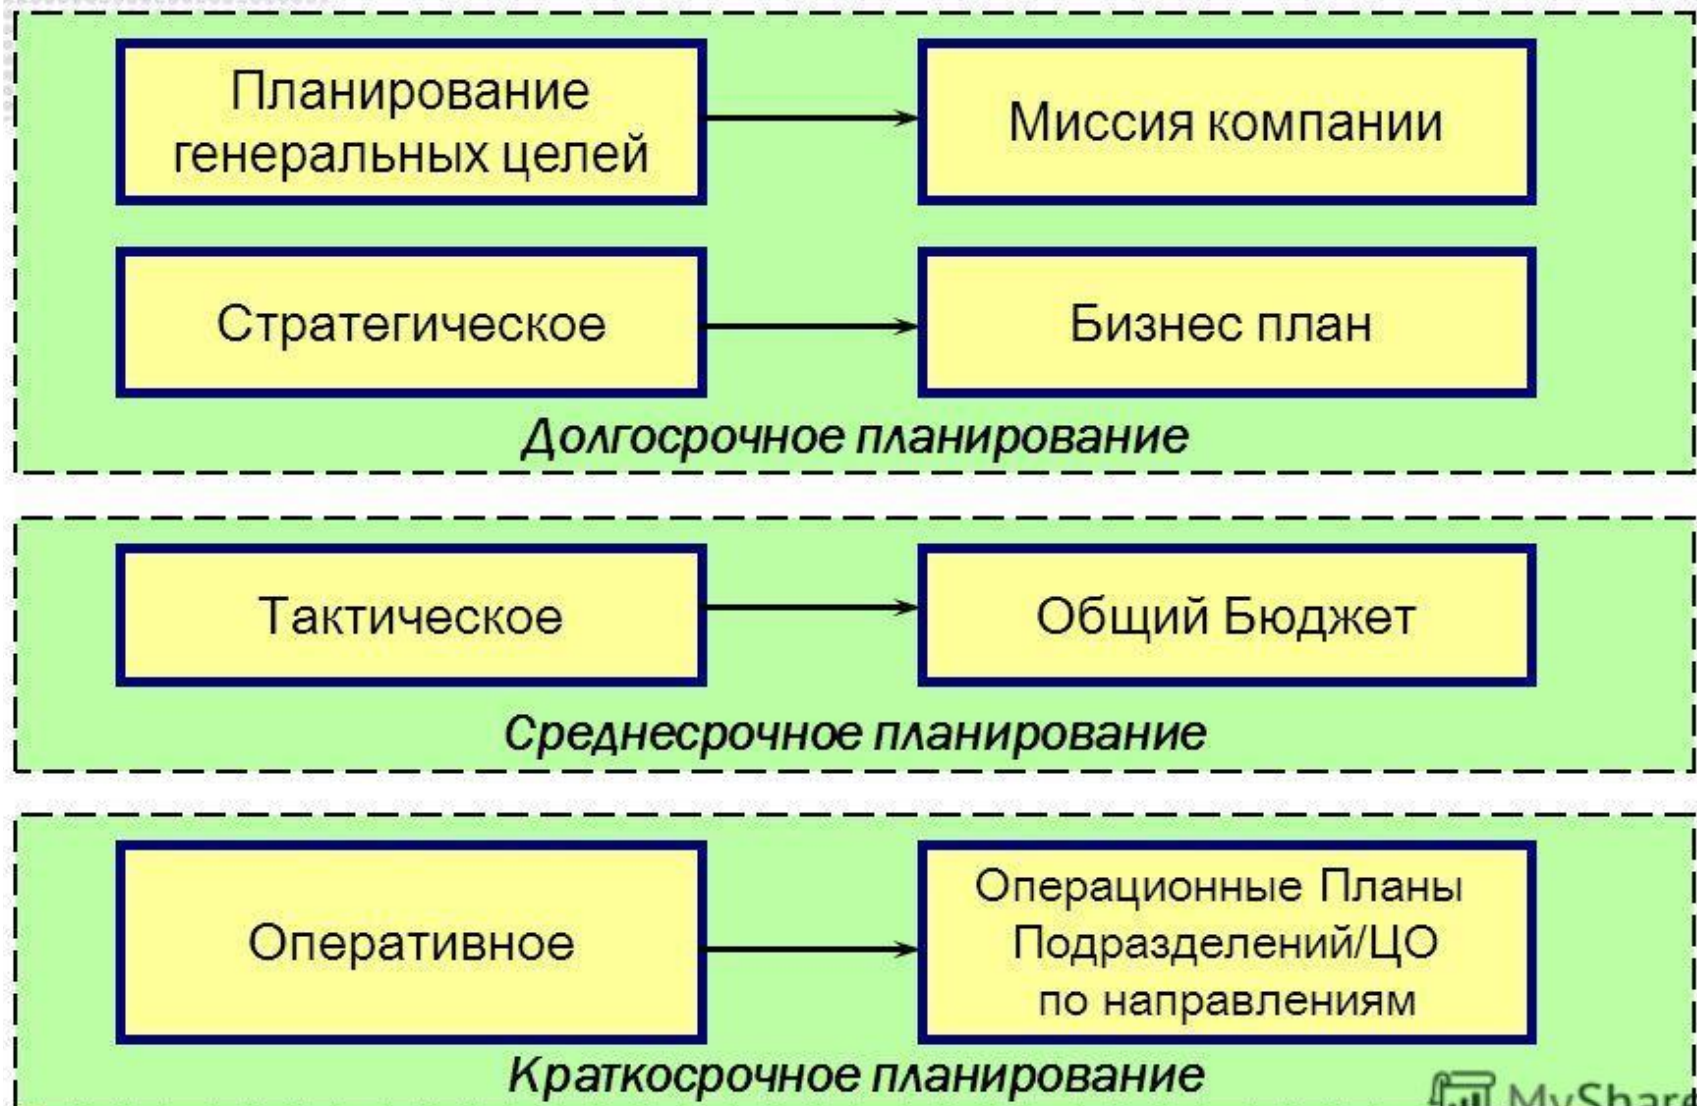 Планирование
генеральных целей
Миссия компании
Стратегическое
Бизнес план
Долгосрочное планирование
Тактическое
Общий Бюджет
Среднесрочное планирование
Оперативное
Операционные Планы
Подразделений/ЦО
по направлениям
Краткосрочное планирование
MyShare